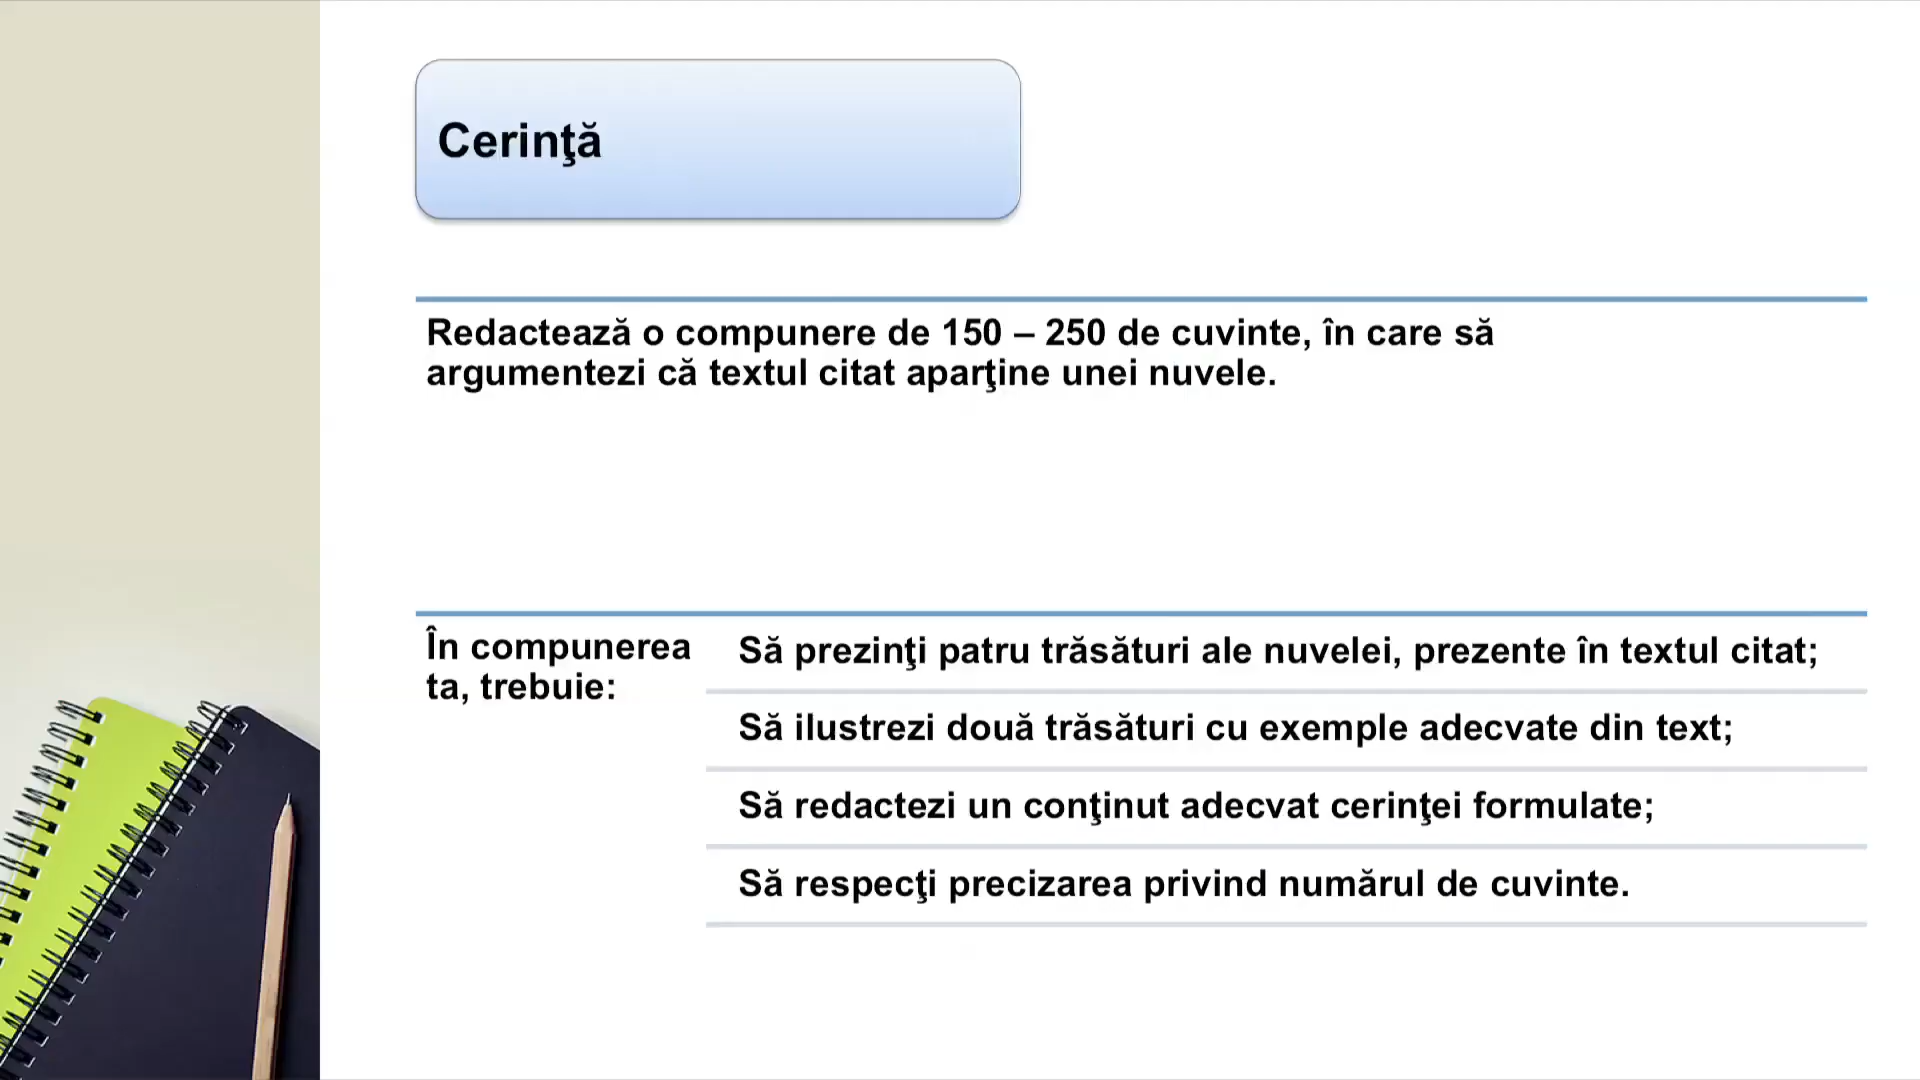 Cerinţă
Redactează o compunere de 150 – 250 de cuvinte, în care să
argumentezi că textul citat aparţine unei nuvele.
În compunerea
ta, trebuie:
Să prezinţi patru trăsături ale nuvelei, prezente în textul citat;
Să ilustrezi două trăsături cu exemple adecvate din text;
Să redactezi un conţinut adecvat cerinţei formulate;
Să respecţi precizarea privind numărul de cuvinte.